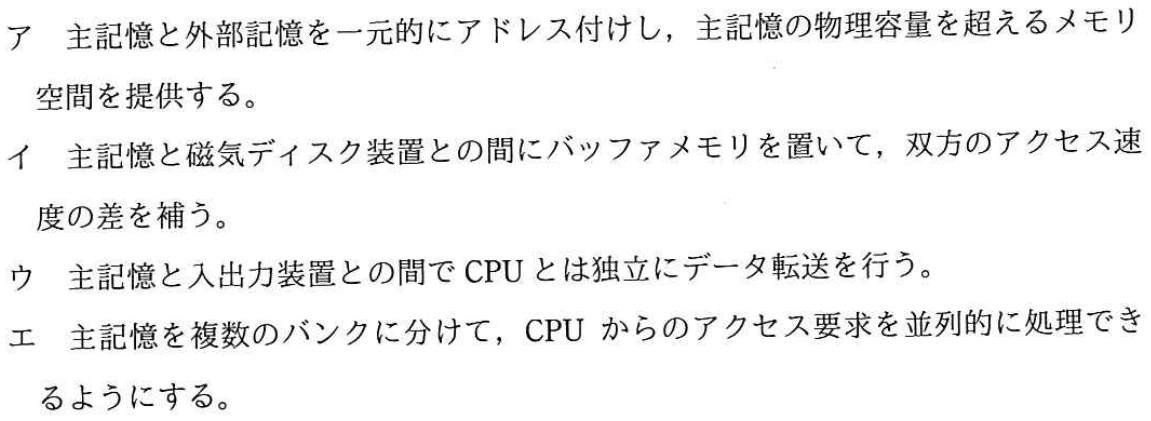 ア　主記憶と外部記憶を一元的にアドレス付けし，主記憶の物理容量を超えるメモリ
空間を提供する。
イ　主記憶と磁気ディスク装置との間にバッファメモリを置いて，双方のアクセス速
度の差を補う。
ウ　主記憶と入出力装置との間で CPU とは独立にデータ転送を行う。
エ　主記憶を複数のバンクに分けて，CPU からのアクセス要求を並列的に処理でき
るようにする。